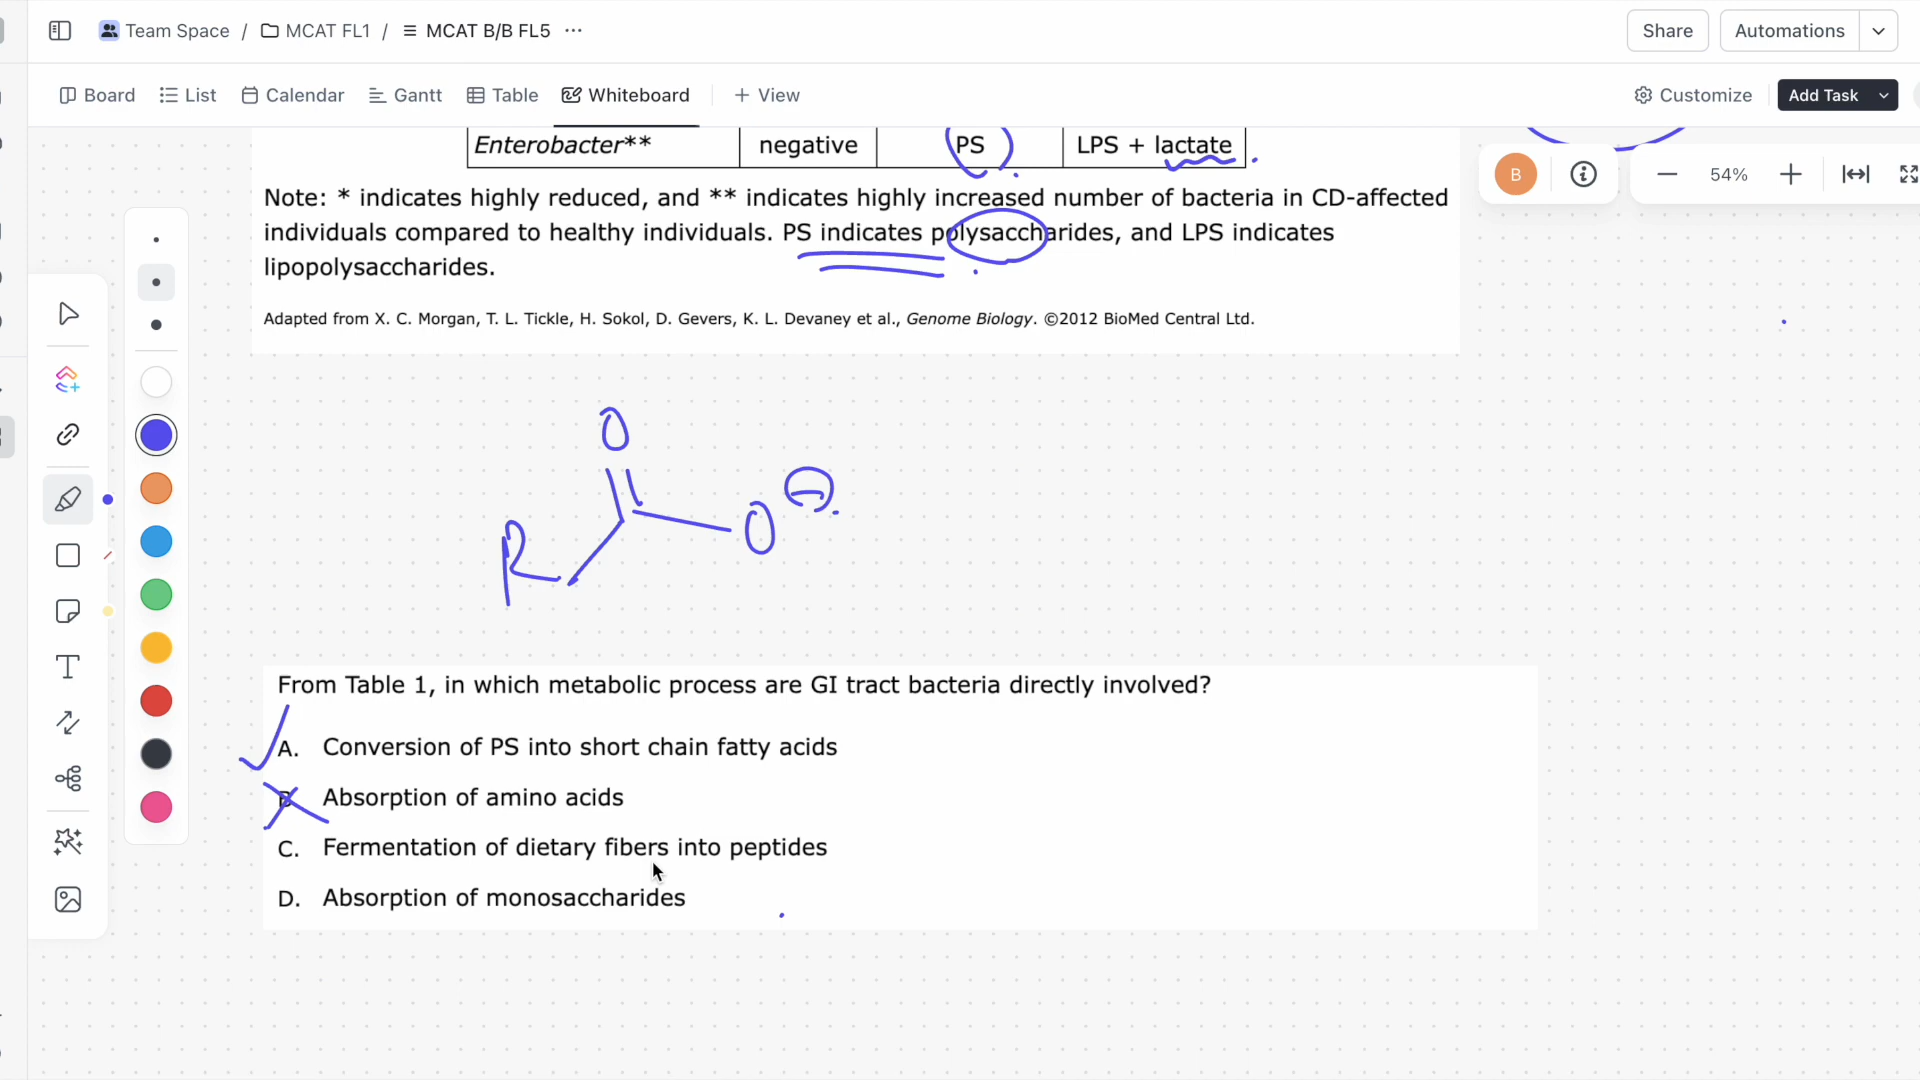 Team Space / MCAT FL1 / MCAT B/B FL5 ...
Share
Automations
Board
List
Calendar
Gantt
Table
Whiteboard
+ View
Customize
Add Task
Enterobacter** negative PS LPS + lactate
B
54%
Note: * indicates highly reduced, and ** indicates highly increased number of bacteria in CD-affected
individuals compared to healthy individuals. PS indicates polysaccharides, and LPS indicates
lipopolysaccharides.
Adapted from X. C. Morgan, T. L. Tickle, H. Sokol, D. Gevers, K. L. Devaney et al., Genome Biology. ©2012 BioMed Central Ltd.
O
O
R
From Table 1, in which metabolic process are GI tract bacteria directly involved?
A. Conversion of PS into short chain fatty acids
B. Absorption of amino acids
C. Fermentation of dietary fibers into peptides
D. Absorption of monosaccharides